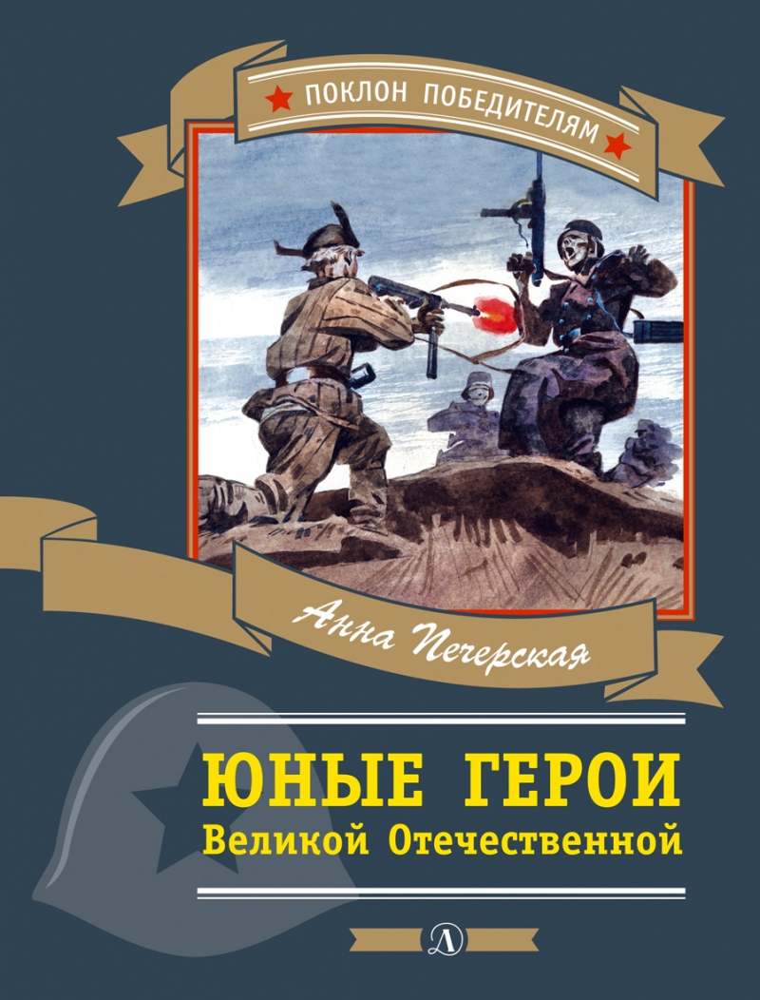 ПОКЛОН ПОБЕДИТЕЛЯМ
Анна Печерская
ЮНЫЕ ГЕРОИ
Великой Отечественной
Д